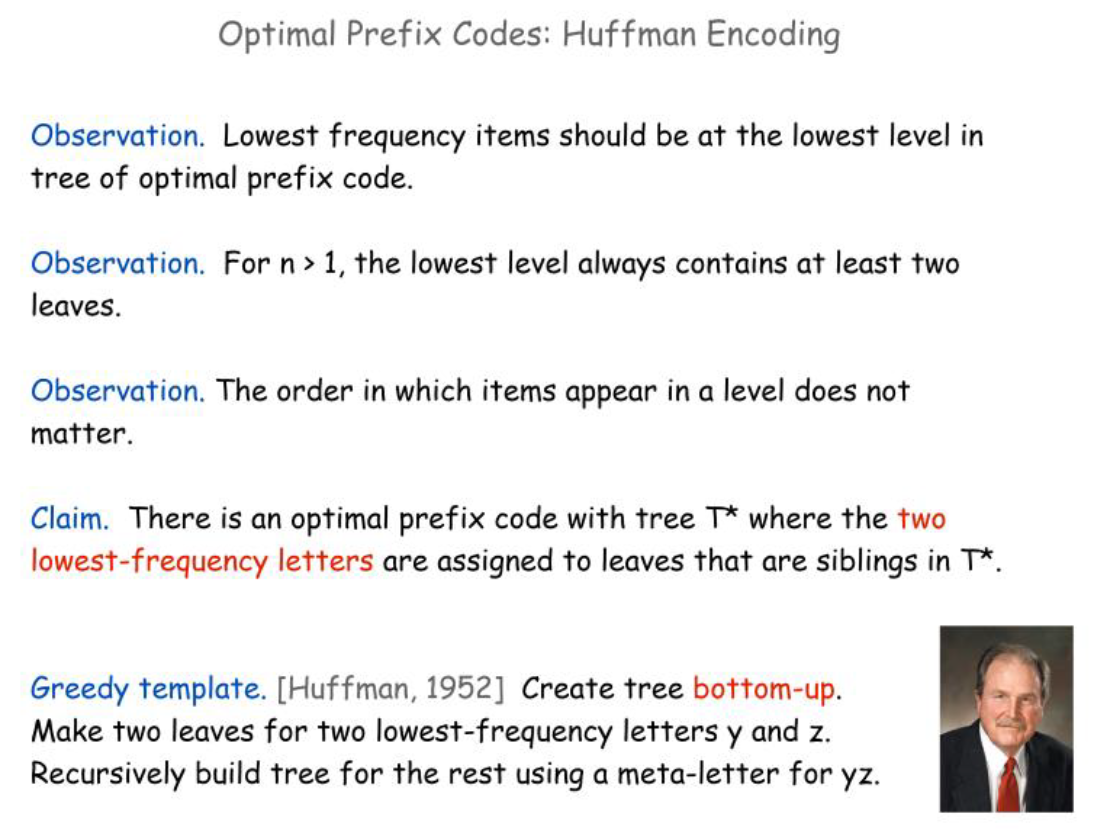 Optimal Prefix Codes: Huffman Encoding
Observation. Lowest frequency items should be at the lowest level in
tree of optimal prefix code.
Observation. For n > 1, the lowest level always contains at least two
leaves.
Observation. The order in which items appear in a level does not
matter.
Claim. There is an optimal prefix code with tree T* where the two
lowest-frequency letters are assigned to leaves that are siblings in T*.
Greedy template. [Huffman, 1952] Create tree bottom-up.
Make two leaves for two lowest-frequency letters y and z.
Recursively build tree for the rest using a meta-letter for yz.